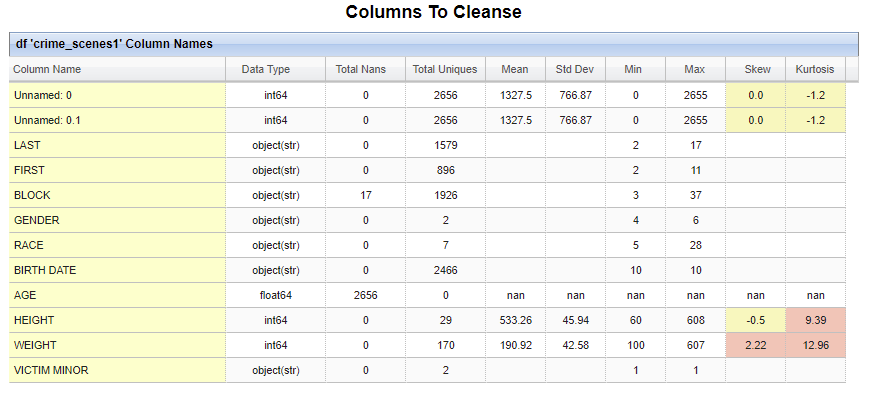 Columns To Cleanse
df 'crime_scenes1' Column Names
Column Name Data Type Total Nans Total Uniques Mean Std Dev Min Max Skew Kurtosis
Unnamed: 0 int64 0 2656 1327.5 766.87 0 2655 0.0 -1.2
Unnamed: 0.1 int64 0 2656 1327.5 766.87 0 2655 0.0 -1.2
LAST object(str) 0 1579 2 17
FIRST object(str) 0 896 2 11
BLOCK object(str) 17 1926 3 37
GENDER object(str) 0 2 4 6
RACE object(str) 0 7 5 28
BIRTH DATE object(str) 0 2466 10 10
AGE float64 2656 0 nan nan nan nan nan nan
HEIGHT int64 0 29 533.26 45.94 60 608 -0.5 9.39
WEIGHT int64 0 170 190.92 42.58 100 607 2.22 12.96
VICTIM MINOR object(str) 0 2 1 1